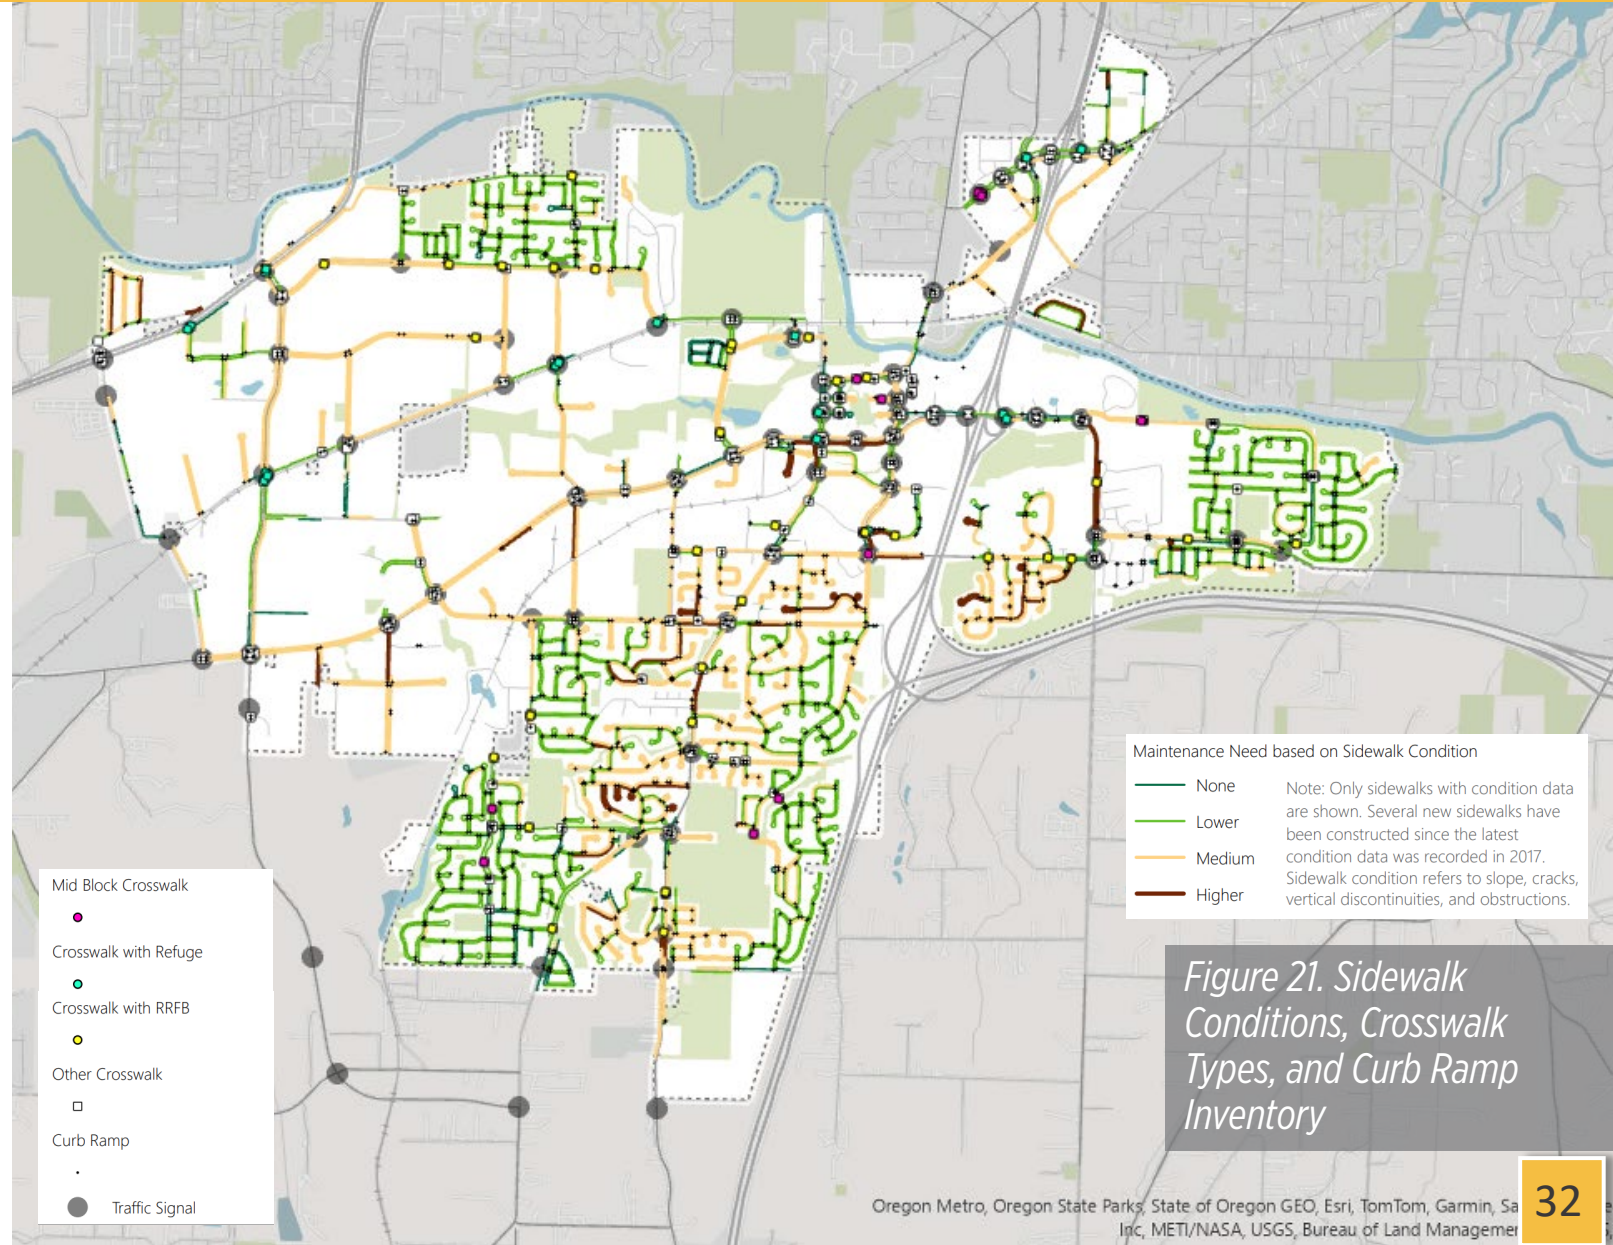 Maintenance Need based on Sidewalk Condition
None
Lower
Medium
Higher
Note: Only sidewalks with condition data
are shown. Several new sidewalks have
been constructed since the latest
condition data was recorded in 2017.
Sidewalk condition refers to slope, cracks,
vertical discontinuities, and obstructions.
Mid Block Crosswalk
Crosswalk with Refuge
Crosswalk with RRFB
Other Crosswalk
Curb Ramp
Traffic Signal
Figure 21. Sidewalk
Conditions, Crosswalk
Types, and Curb Ramp
Inventory
Oregon Metro, Oregon State Parks, State of Oregon GEO, Esri, TomTom, Garmin,
Inc, METI/NASA, USGS, Bureau of Land
32